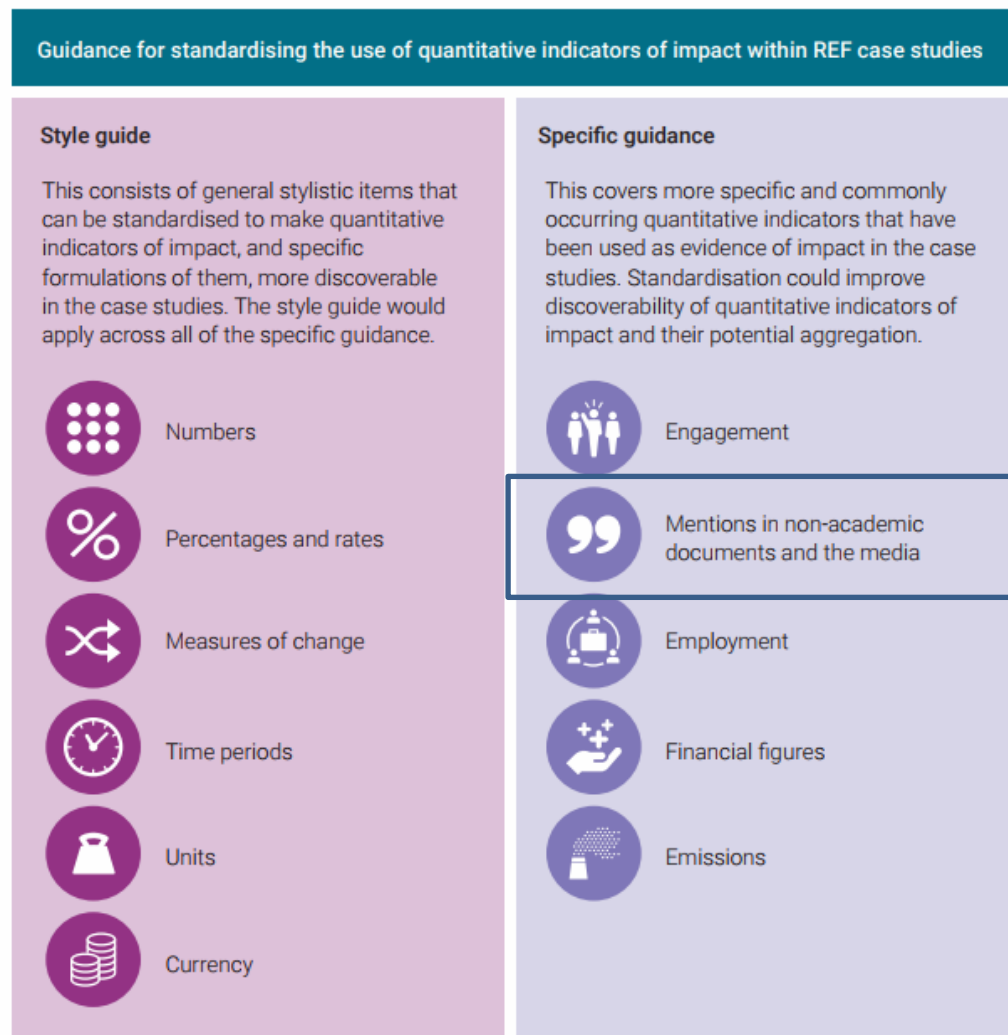 Guidance for standardising the use of quantitative indicators of impact within REF case studies
Style guide
This consists of general stylistic items that
can be standardised to make quantitative
indicators of impact, and specific
formulations of them, more discoverable
in the case studies. The style guide would
apply across all of the specific guidance.
Numbers
% Percentages and rates
Measures of change
Time periods
Units
Currency
Specific guidance
This covers more specific and commonly
occurring quantitative indicators that have
been used as evidence of impact in the case
studies. Standardisation could improve
discoverability of quantitative indicators of
impact and their potential aggregation.
Engagement
Mentions in non-academic
documents and the media
Employment
Financial figures
Emissions